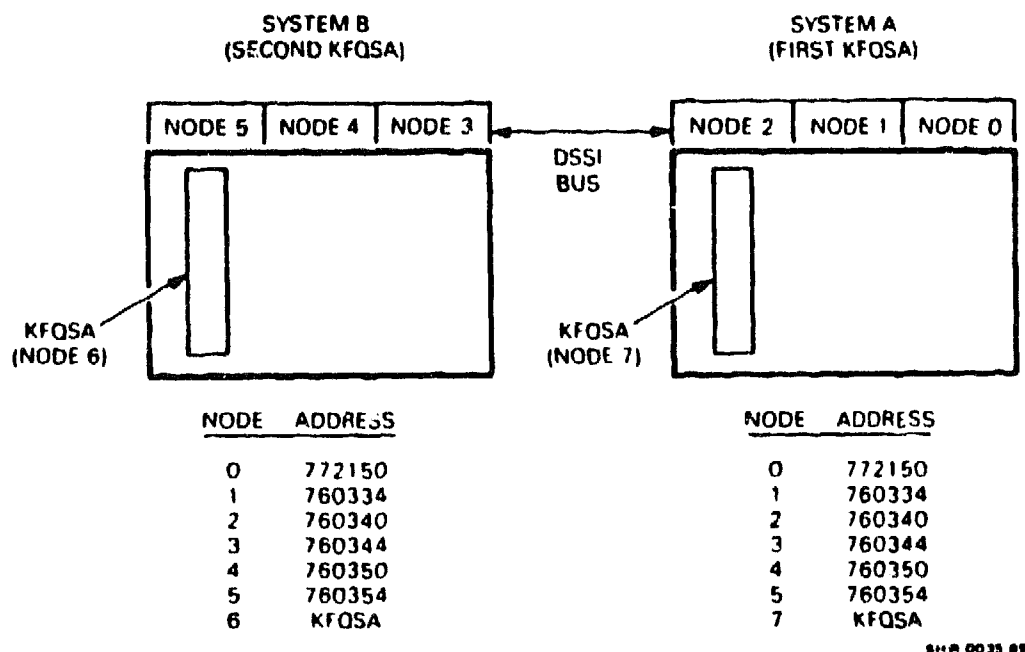 SYSTEM B
(SECOND KFQSA)
SYSTEM A
(FIRST KFQSA)
NODE 5 NODE 4 NODE 3
DSSI
BUS
NODE 2 NODE 1 NODE 0
KFQSA
(NODE 6)
KFQSA
(NODE 7)
NODE ADDRESS
0 772150
1 760334
2 760340
3 760344
4 760350
5 760354
6 KFQSA
NODE ADDRESS
0 772150
1 760334
2 760340
3 760344
4 760350
5 760354
7 KFQSA